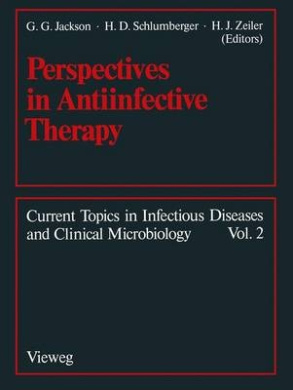 G. G. Jackson · H. D. Schlumberger · H. J. Zeiler
(Editors)
Perspectives
in Antiinfective
Therapy
Current Topics in Infectious Diseases
and Clinical Microbiology Vol. 2
Vieweg